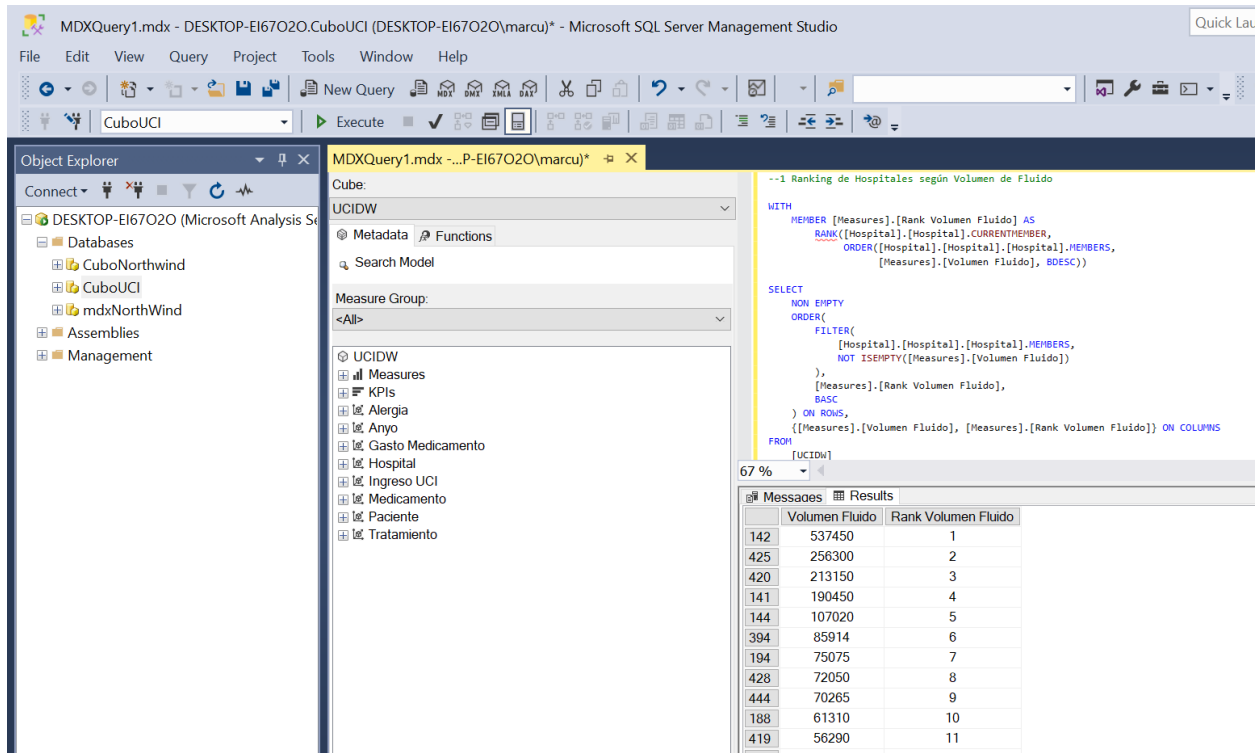 MDXQuery1.mdx - DESKTOP-EI67O2O.CuboUCI (DESKTOP-EI67O2O\marcu)* - Microsoft SQL Server Management Studio
Quick Lau
File Edit View Query Project Tools Window Help
New Query MDX DMX XMLA DAX
CuboUCI Execute
Object Explorer
Connect
DESKTOP-EI67O2O (Microsoft Analysis Se
Databases
CuboNorthwind
CuboUCI
mdxNorthWind
Assemblies
Management
MDXQuery1.mdx -...P-EI67O2O\marcu)*
Cube:
UCIDW
Metadata Functions
Search Model
Measure Group:
<All>
UCIDW
Measures
KPIs
Alergia
Anyo
Gasto Medicamento
Hospital
Ingreso UCI
Medicamento
Paciente
Tratamiento
--1 Ranking de Hospitales según Volumen de Fluido
WITH
MEMBER [Measures].[Rank Volumen Fluido] AS
RANK([Hospital].[Hospital].CURRENTMEMBER,
ORDER([Hospital].[Hospital].[Hospital].MEMBERS,
[Measures].[Volumen Fluido], BDESC))
SELECT
NON EMPTY
ORDER(
FILTER(
[Hospital].[Hospital].[Hospital].MEMBERS,
NOT ISEMPTY([Measures].[Volumen Fluido])
),
[Measures].[Rank Volumen Fluido],
BASC
) ON ROWS,
{[Measures].[Volumen Fluido], [Measures].[Rank Volumen Fluido]} ON COLUMNS
FROM
[UCIDW]
67 %
Messages Results
Volumen Fluido Rank Volumen Fluido
142 537450 1
425 256300 2
420 213150 3
141 190450 4
144 107020 5
394 85914 6
194 75075 7
428 72050 8
444 70265 9
188 61310 10
419 56290 11